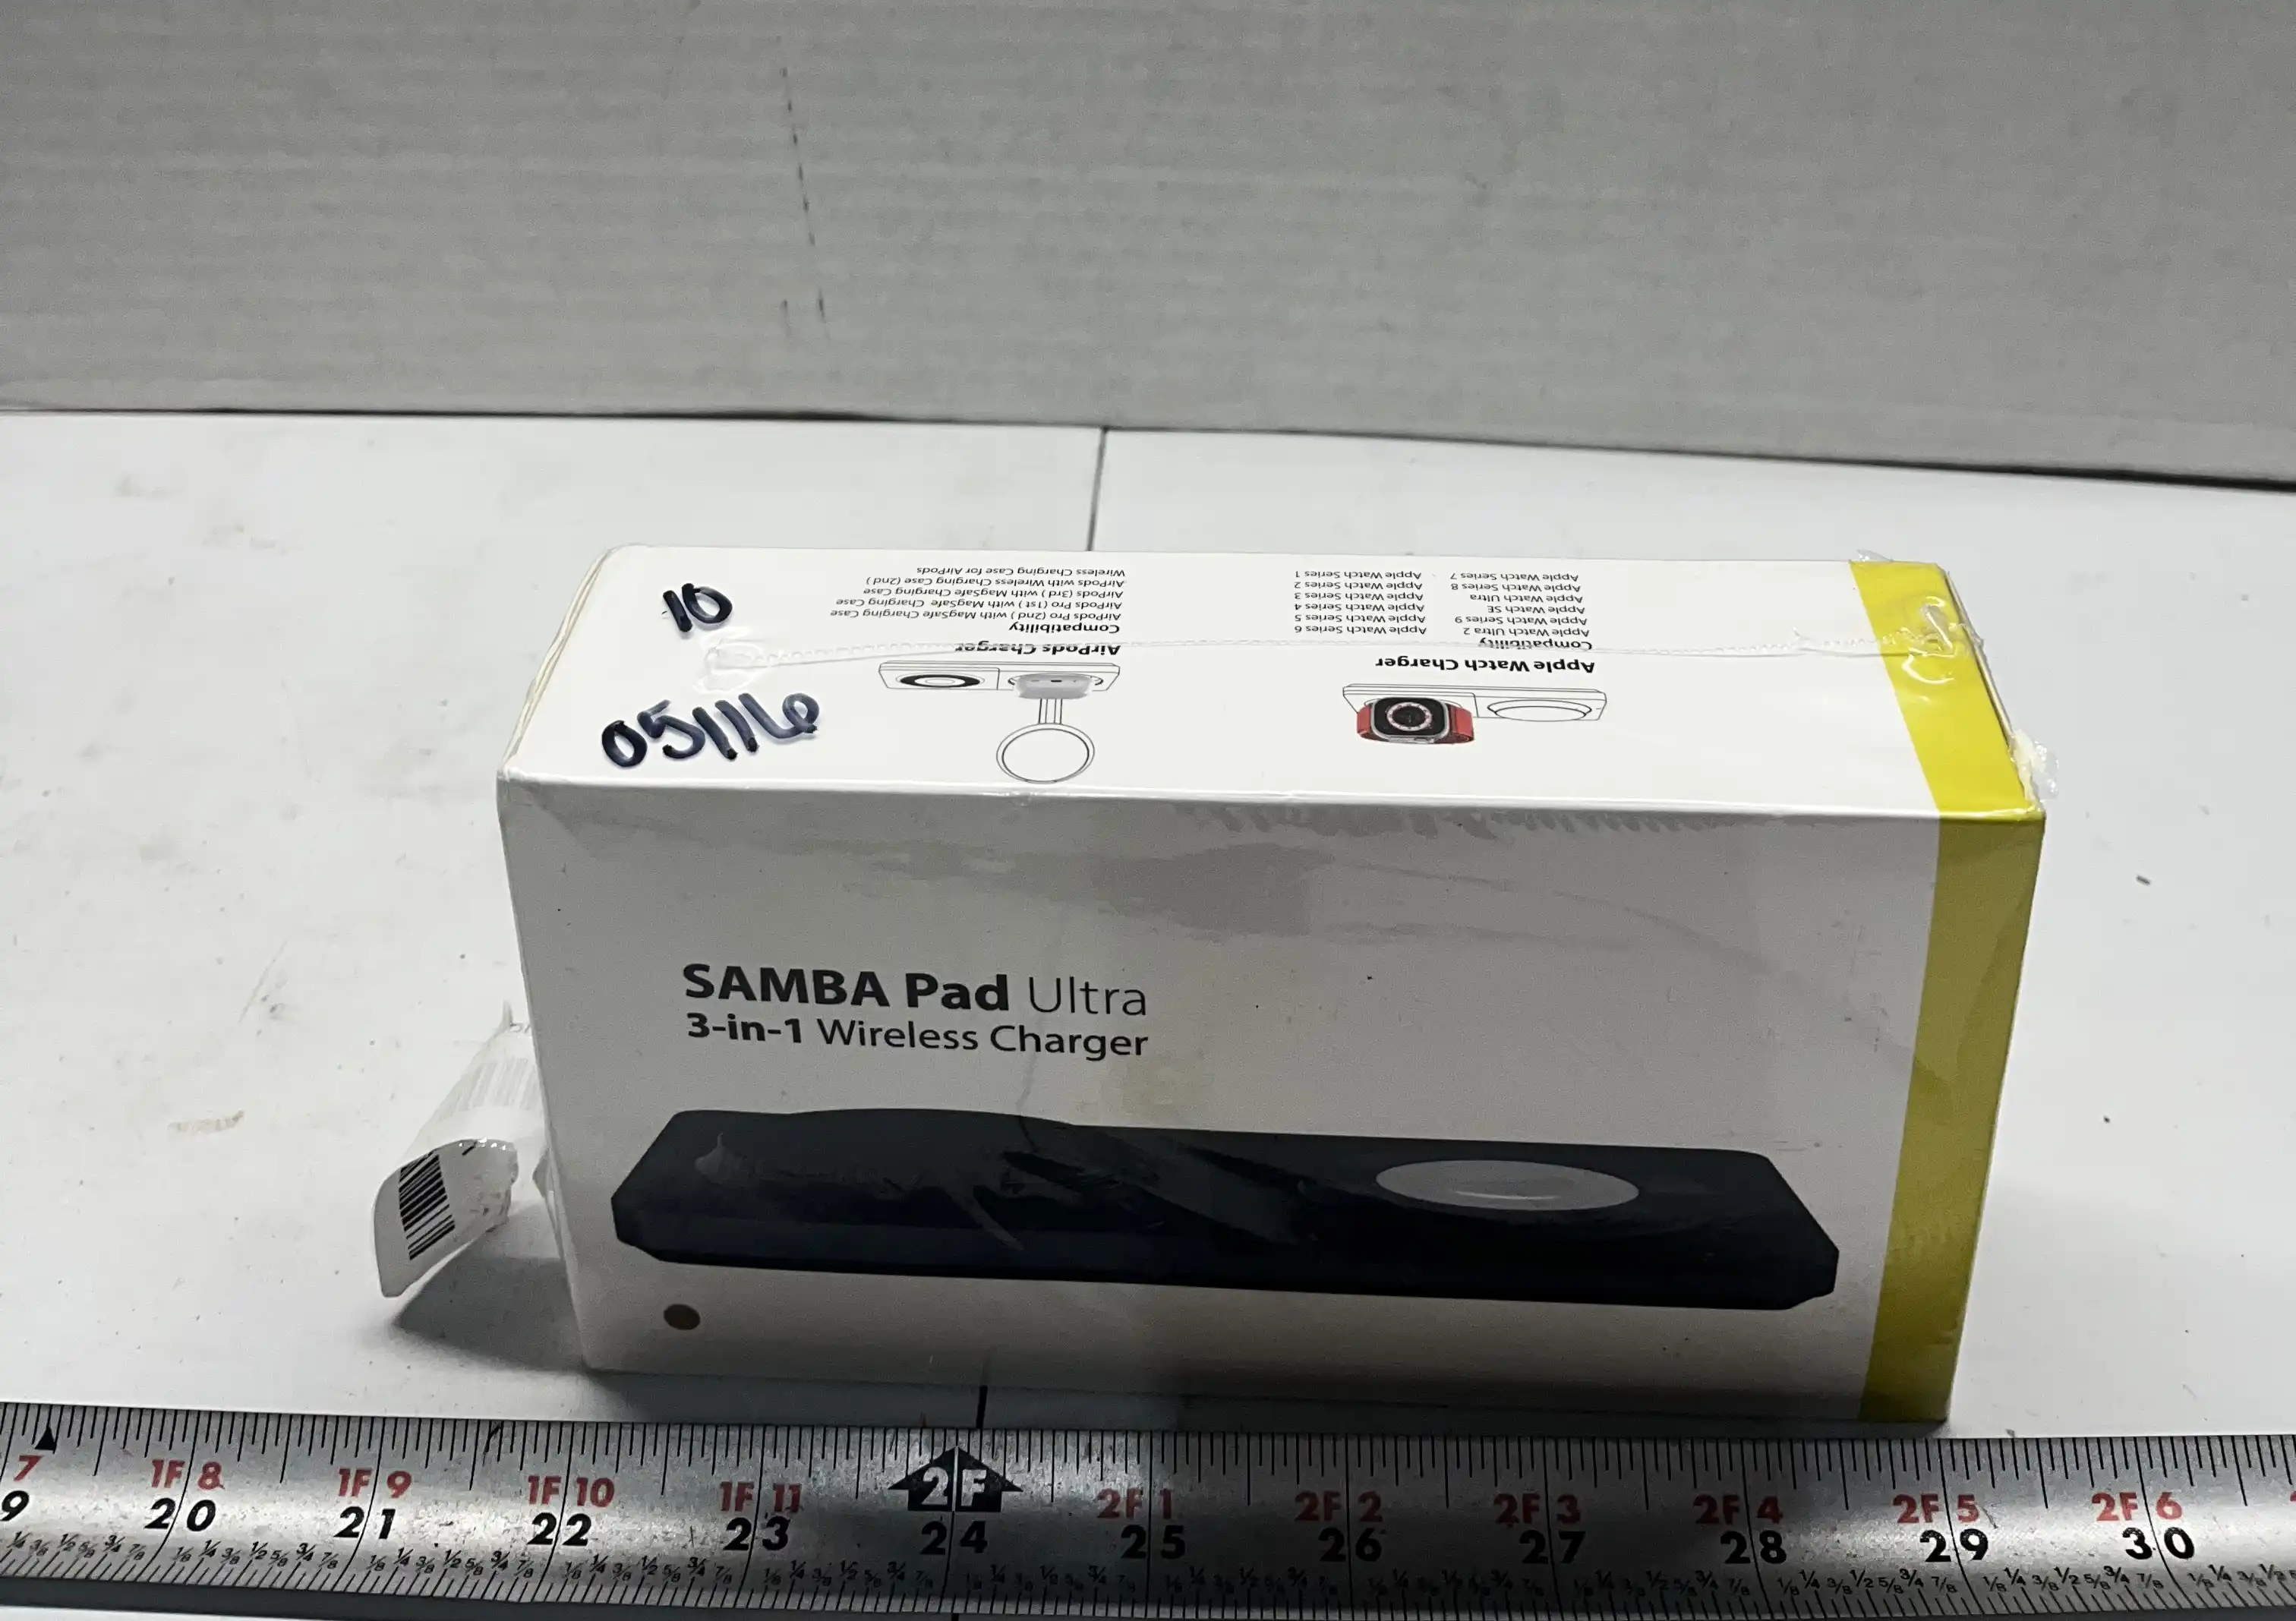 10
05116
Apple Watch Charger
Compatibility
Apple Watch Ultra 2
Apple Watch Series 9
Apple Watch SE
Apple Watch Ultra
Apple Watch Series 8
Apple Watch Series 7
Apple Watch Series 6
Apple Watch Series 5
Apple Watch Series 4
Apple Watch Series 3
Apple Watch Series 2
Apple Watch Series 1
AirPods Charger
Compatibility
AirPods Pro (2nd) with MagSafe Charging Case
AirPods Pro (1st) with MagSafe Charging Case
AirPods (3rd) with MagSafe Charging Case
AirPods with Wireless Charging Case (2nd)
Wireless Charging Case for AirPods
SAMBA Pad Ultra
3-in-1 Wireless Charger
7 1F 8 1F 9 1F 10 1F 11 2F 2F 1 2F 2 2F 3 2F 4 2F 5 2F 6
9 20 21 22 23 24 25 26 27 28 29 30